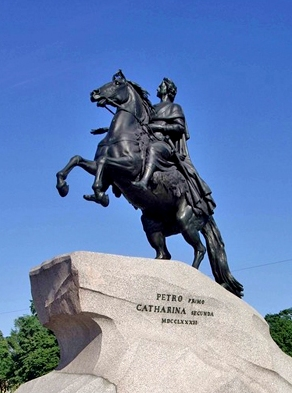 PETRO PRIMO
CATHARINA SECUNDA
MDCCLXXXII